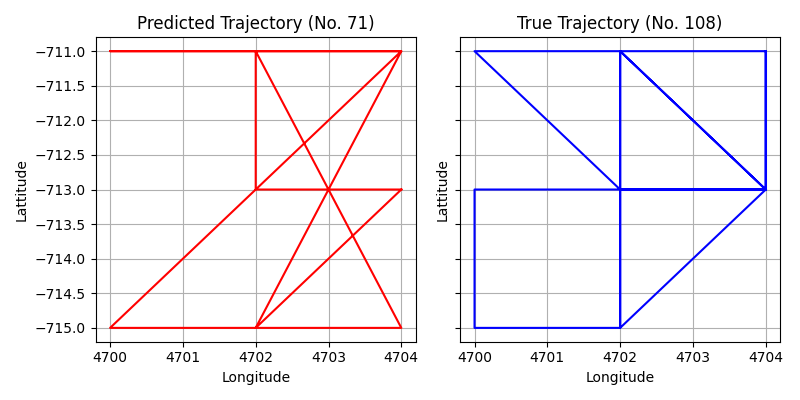 Predicted Trajectory (No. 71)
True Trajectory (No. 108)
Lattitude
−711.0
−711.5
−712.0
−712.5
−713.0
−713.5
−714.0
−714.5
−715.0
4700 4701 4702 4703 4704
Longitude
Lattitude
4700 4701 4702 4703 4704
Longitude